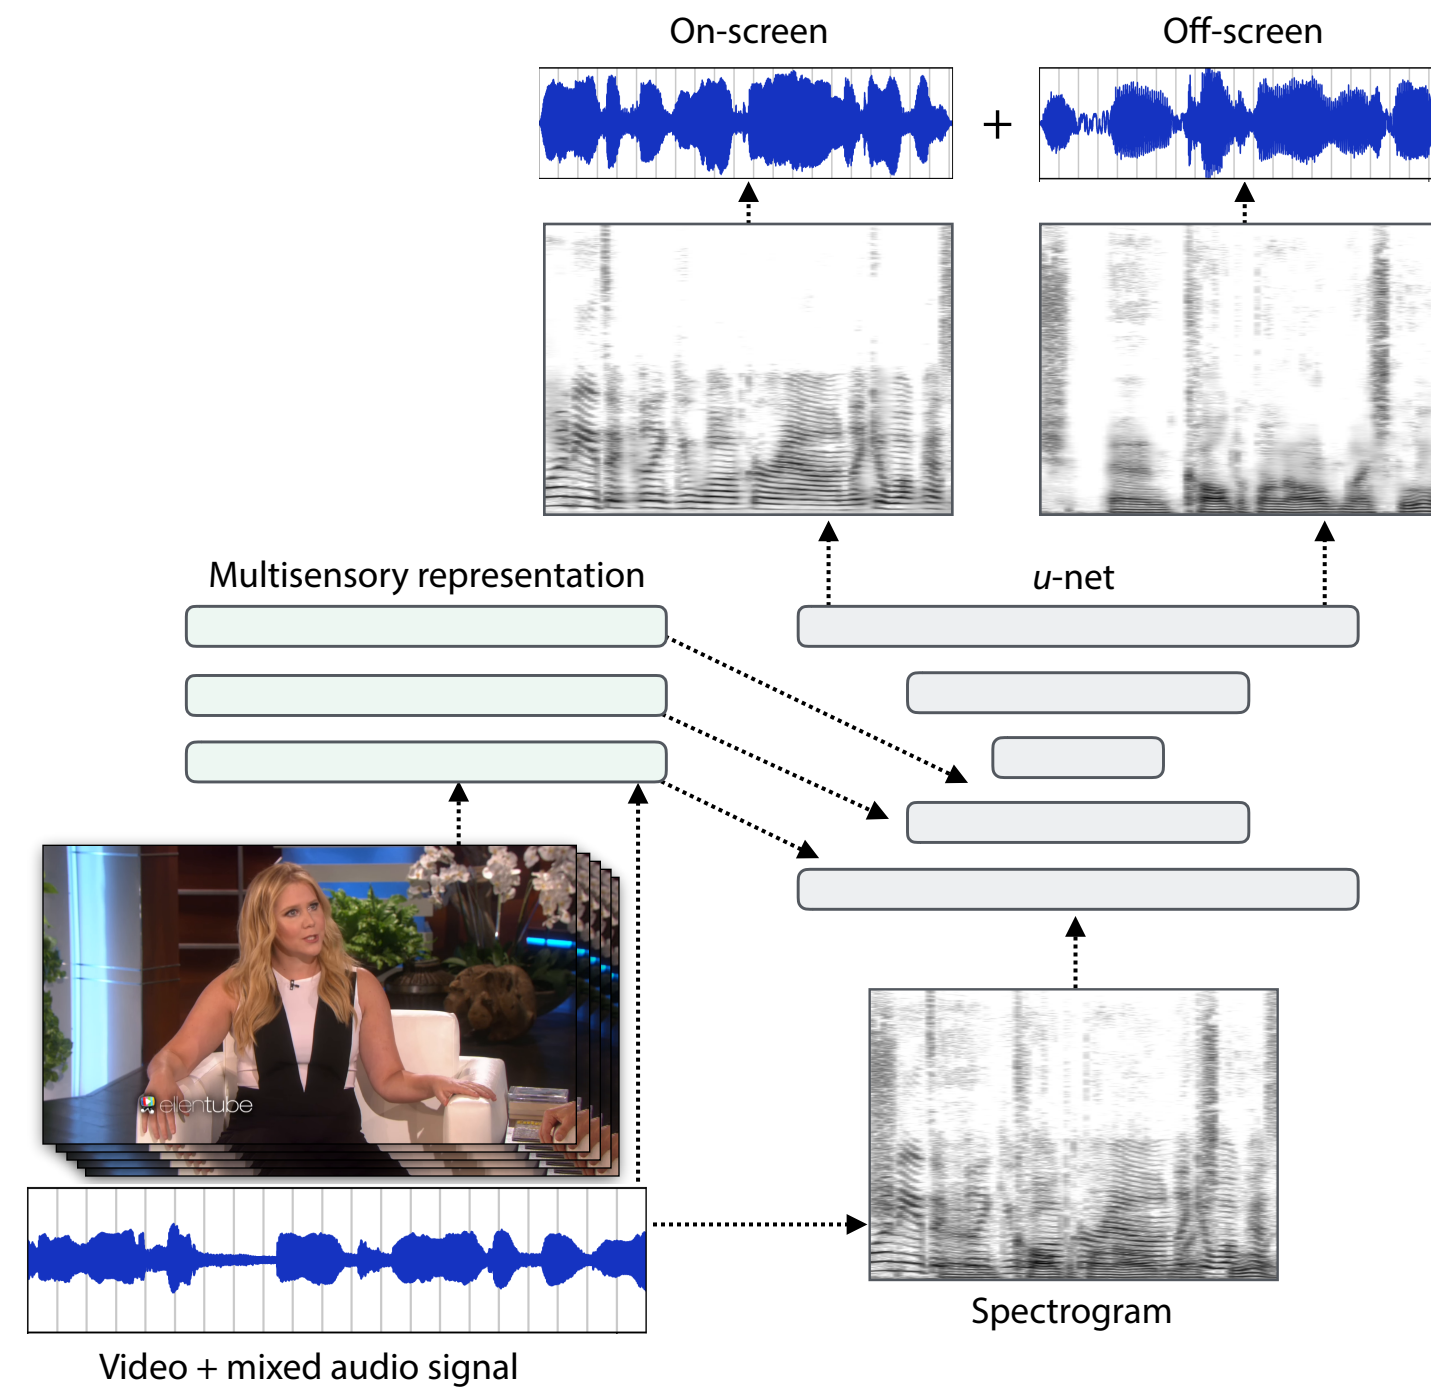 On-screen
Off-screen
+
Multisensory representation
u-net
ellentube
Spectrogram
Video + mixed audio signal